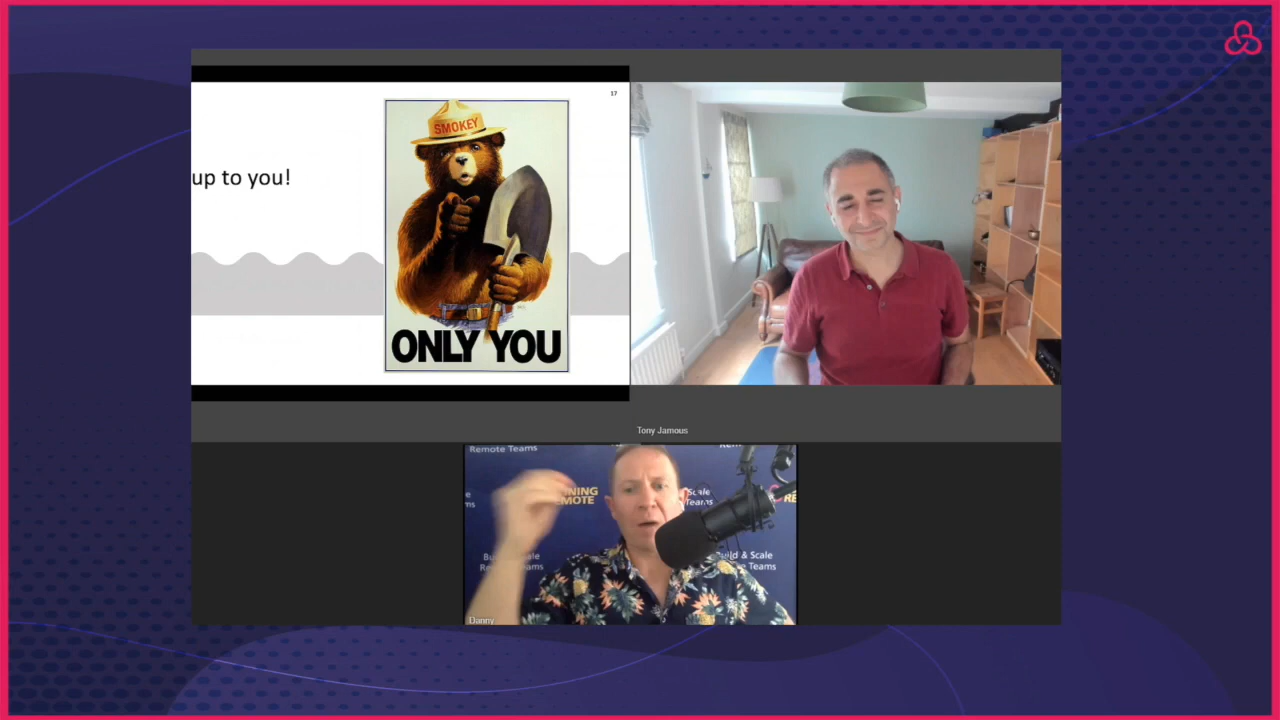 17
SMOKEY
up to you!
ONLY YOU
Tony Jamous
Remote Teams
Build & Scale
Remote Teams
Danny